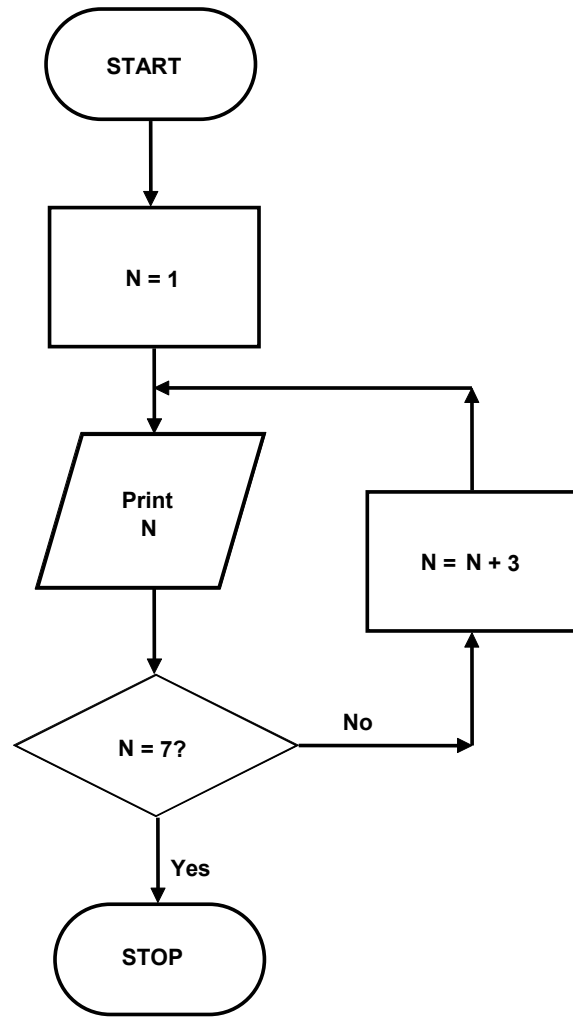 START
N = 1
Print
N
N = N + 3
N = 7?
No
Yes
STOP